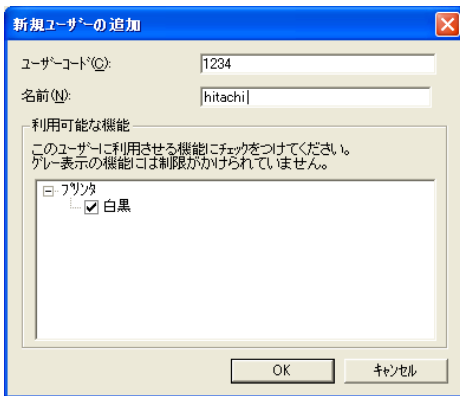 新規ユーザーの追加
ユーザーコード(C):
1234
名前(N):
hitachi
利用可能な機能
このユーザーに利用させる機能にチェックをつけてください。
グレー表示の機能には制限がかけられていません。
プリンタ
白黒
OK
キャンセル